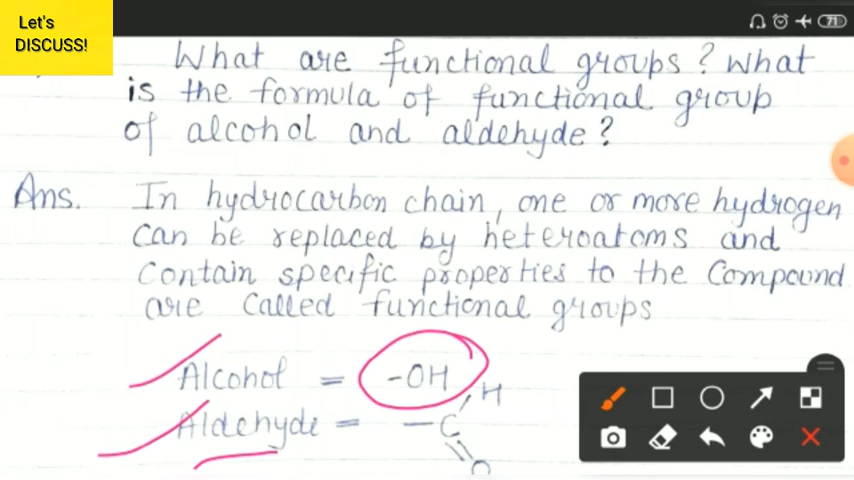 Let's
DISCUSS!
71
What are functional groups? What
is the formula of functional group
of alcohol and aldehyde?
Ans. In hydrocarbon chain, one or more hydrogen
can be replaced by heteroatoms and
contain specific properties to the compound
are called functional groups
Alcohol = -OH
Aldehyde = -C
H
O